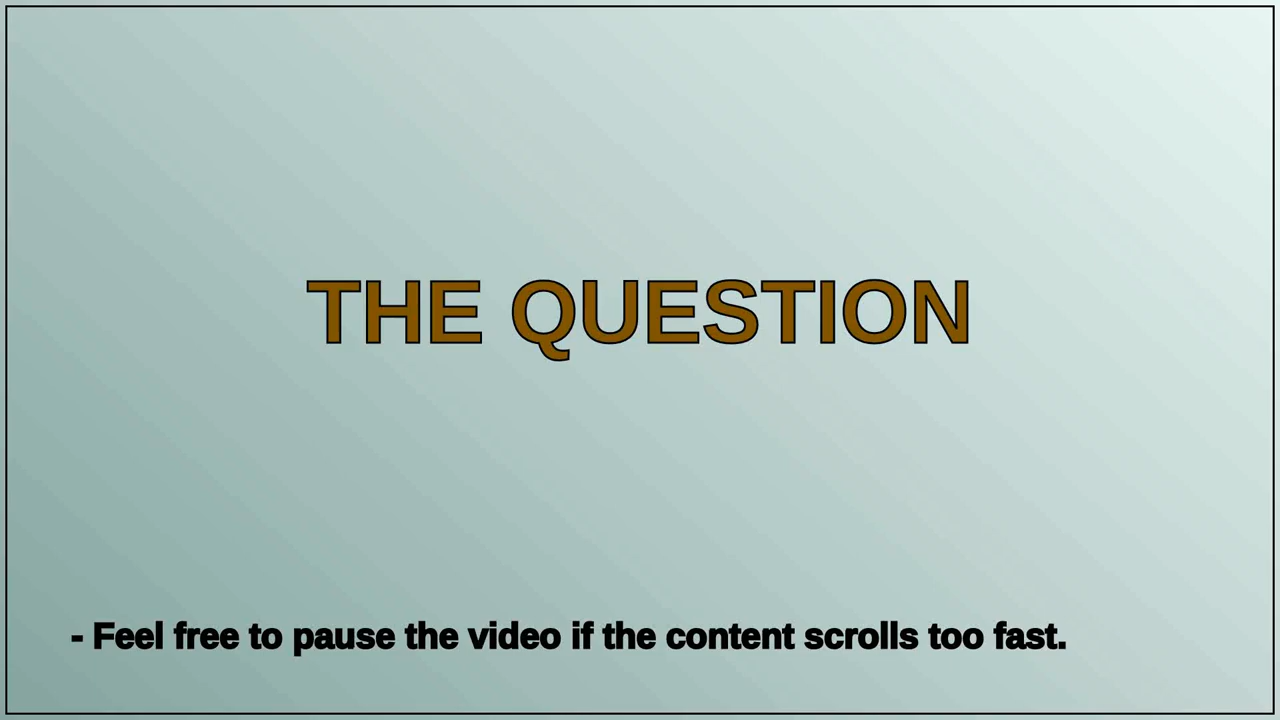 THE QUESTION
- Feel free to pause the video if the content scrolls too fast.